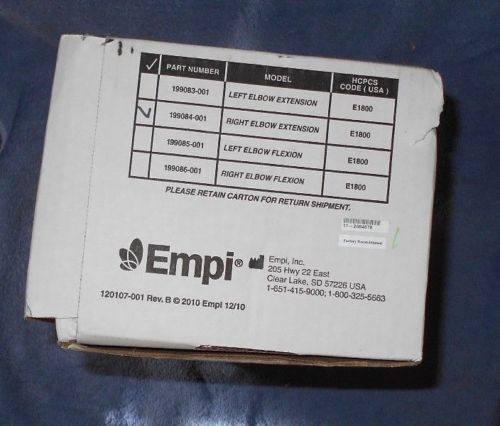 ✓ PART NUMBER MODEL HCPCS CODE ( USA )
199083-001 LEFT ELBOW EXTENSION E1800
✓ 199084-001 RIGHT ELBOW EXTENSION E1800
199085-001 LEFT ELBOW FLEXION E1800
199086-001 RIGHT ELBOW FLEXION E1800
PLEASE RETAIN CARTON FOR RETURN SHIPMENT.
Empi®
Empi, Inc.
205 Hwy 22 East
Clear Lake, SD 57226 USA
1-651-415-9000; 1-800-325-5663
120107-001 Rev. B © 2010 Empi 12/10